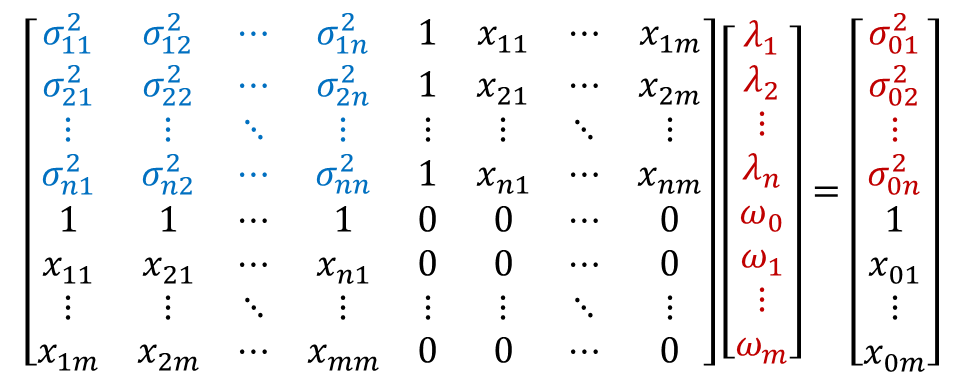 σ²₁₁ σ²₁₂ ⋯ σ²₁ₙ 1 x₁₁ ⋯ x₁ₘ λ₁ σ²₀₁
σ²₂₁ σ²₂₂ ⋯ σ²₂ₙ 1 x₂₁ ⋯ x₂ₘ λ₂ σ²₀₂
⋮ ⋮ ⋱ ⋮ ⋮ ⋮ ⋱ ⋮ ⋮ ⋮
σ²ₙ₁ σ²ₙ₂ ⋯ σ²ₙₙ 1 xₙ₁ ⋯ xₙₘ λₙ = σ²₀ₙ
1 1 ⋯ 1 0 0 ⋯ 0 ω₀ 1
x₁₁ x₂₁ ⋯ xₙ₁ 0 0 ⋯ 0 ω₁ x₀₁
⋮ ⋮ ⋱ ⋮ ⋮ ⋮ ⋱ ⋮ ⋮ ⋮
x₁ₘ x₂ₘ ⋯ xₘₘ 0 0 ⋯ 0 ωₘ x₀ₘ